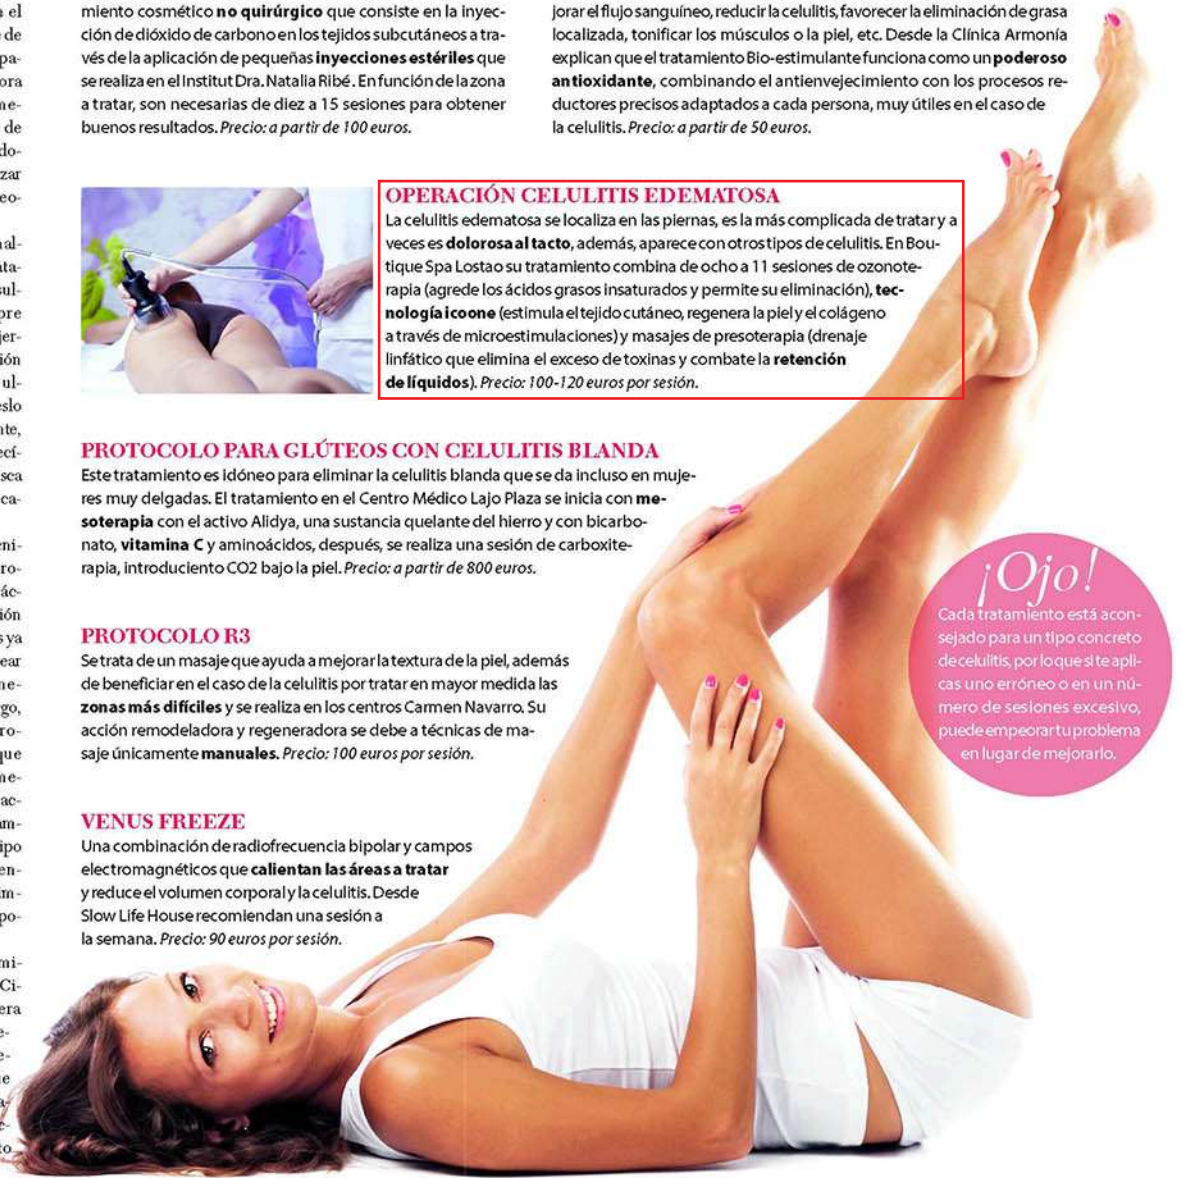 miento cosmético no quirúrgico que consiste en la inyec-
ción de dióxido de carbono en los tejidos subcutáneos a tra-
vés de la aplicación de pequeñas inyecciones estériles que
se realiza en el Institut Dra. Natalia Ribé. En función de la zona
a tratar, son necesarias de diez a 15 sesiones para obtener
buenos resultados. Precio: a partir de 100 euros.
jorar el flujo sanguíneo, reducir la celulitis, favorecer la eliminación de grasa
localizada, tonificar los músculos o la piel, etc. Desde la Clínica Armonía
explican que el tratamiento Bio-estimulante funciona como un poderoso
antioxidante, combinando el antienvejecimiento con los procesos re-
ductores precisos adaptados a cada persona, muy útiles en el caso de
la celulitis. Precio: a partir de 50 euros.
OPERACIÓN CELULITIS EDEMATOSA
La celulitis edematosa se localiza en las piernas, es la más complicada de tratar y a
veces es dolorosa al tacto, además, aparece con otros tipos de celulitis. En Bou-
tique Spa Lostao su tratamiento combina de ocho a 11 sesiones de ozonote-
rapia (agrede los ácidos grasos insaturados y permite su eliminación), tec-
nología icoone (estimula el tejido cutáneo, regenera la piel y el colágeno
a través de microestimulaciones) y masajes de presoterapia (drenaje
linfático que elimina el exceso de toxinas y combate la retención
de líquidos). Precio: 100-120 euros por sesión.
PROTOCOLO PARA GLÚTEOS CON CELULITIS BLANDA
Este tratamiento es idóneo para eliminar la celulitis blanda que se da incluso en muje-
res muy delgadas. El tratamiento en el Centro Médico Lajo Plaza se inicia con me-
soterapia con el activo Alidya, una sustancia quelante del hierro y con bicarbo-
nato, vitamina C y aminoácidos, después, se realiza una sesión de carboxite-
rapia, introduciento CO2 bajo la piel. Precio: a partir de 800 euros.
PROTOCOLO R3
Se trata de un masaje que ayuda a mejorar la textura de la piel, además
de beneficiar en el caso de la celulitis por tratar en mayor medida las
zonas más difíciles y se realiza en los centros Carmen Navarro. Su
acción remodeladora y regeneradora se debe a técnicas de ma-
saje únicamente manuales. Precio: 100 euros por sesión.
VENUS FREEZE
Una combinación de radiofrecuencia bipolar y campos
electromagnéticos que calientan las áreas a tratar
y reduce el volumen corporal y la celulitis. Desde
Slow Life House recomiendan una sesión a
la semana. Precio: 90 euros por sesión.
¡Ojo!
Cada tratamiento está acon-
sejado para un tipo concreto
de celulitis, por lo que si te apli-
cas uno erróneo o en un nú-
mero de sesiones excesivo,
puede empeorar tu problema
en lugar de mejorarlo.